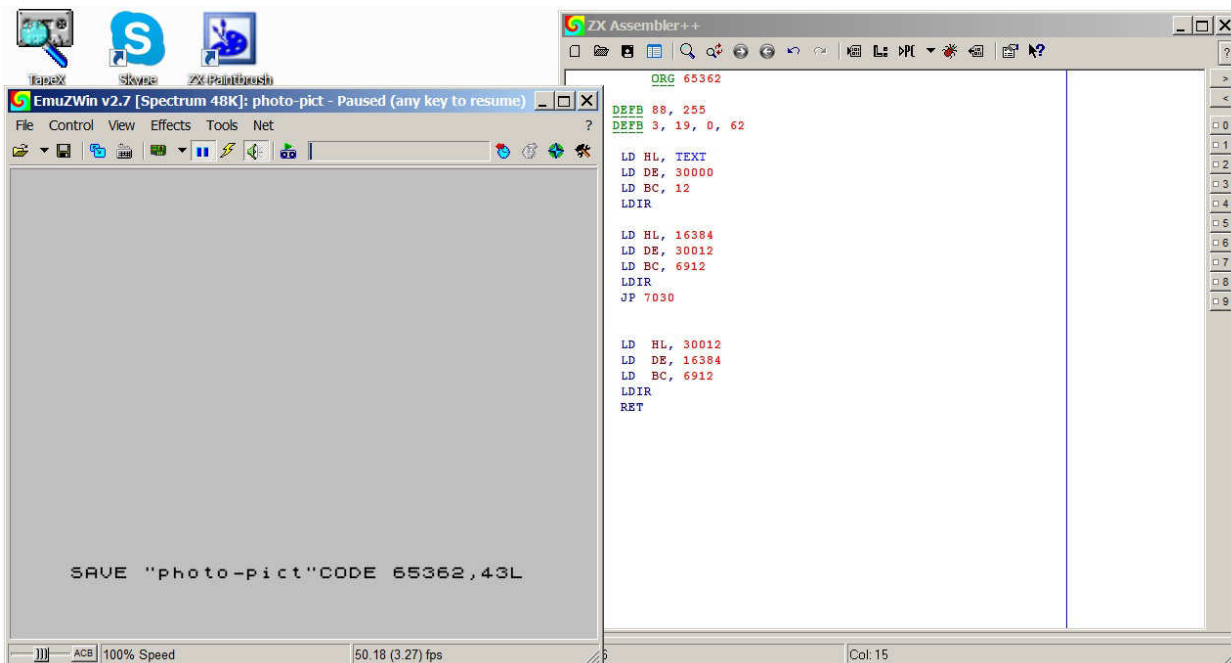 TapeX
Skype
ZX-Paintbrush
EmuZWin v2.7 [Spectrum 48K]: photo-pict - Paused (any key to resume)
File Control View Effects Tools Net ?
SAVE "photo-pict"CODE 65362,43L
ACB 100% Speed 50.18 (3.27) fps
ZX Assembler++
ORG 65362
DEFB 88, 255
DEFB 3, 19, 0, 62
LD HL, TEXT
LD DE, 30000
LD BC, 12
LDIR
LD HL, 16384
LD DE, 30012
LD BC, 6912
LDIR
JP 7030
LD HL, 30012
LD DE, 16384
LD BC, 6912
LDIR
RET
0
1
2
3
4
5
6
7
8
9
Col: 15